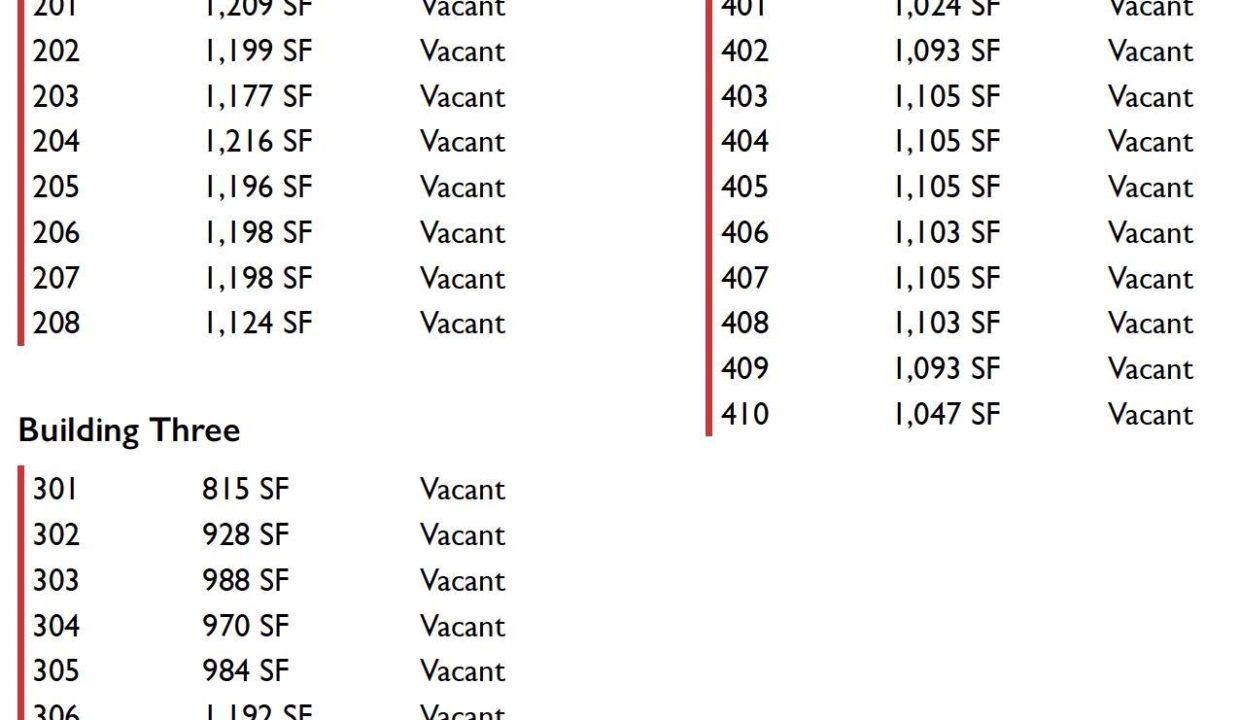 201 1,209 SF Vacant
202 1,199 SF Vacant
203 1,177 SF Vacant
204 1,216 SF Vacant
205 1,196 SF Vacant
206 1,198 SF Vacant
207 1,198 SF Vacant
208 1,124 SF Vacant
Building Three
301 815 SF Vacant
302 928 SF Vacant
303 988 SF Vacant
304 970 SF Vacant
305 984 SF Vacant
306 1,192 SF Vacant
401 1,024 SF Vacant
402 1,093 SF Vacant
403 1,105 SF Vacant
404 1,105 SF Vacant
405 1,105 SF Vacant
406 1,103 SF Vacant
407 1,105 SF Vacant
408 1,103 SF Vacant
409 1,093 SF Vacant
410 1,047 SF Vacant